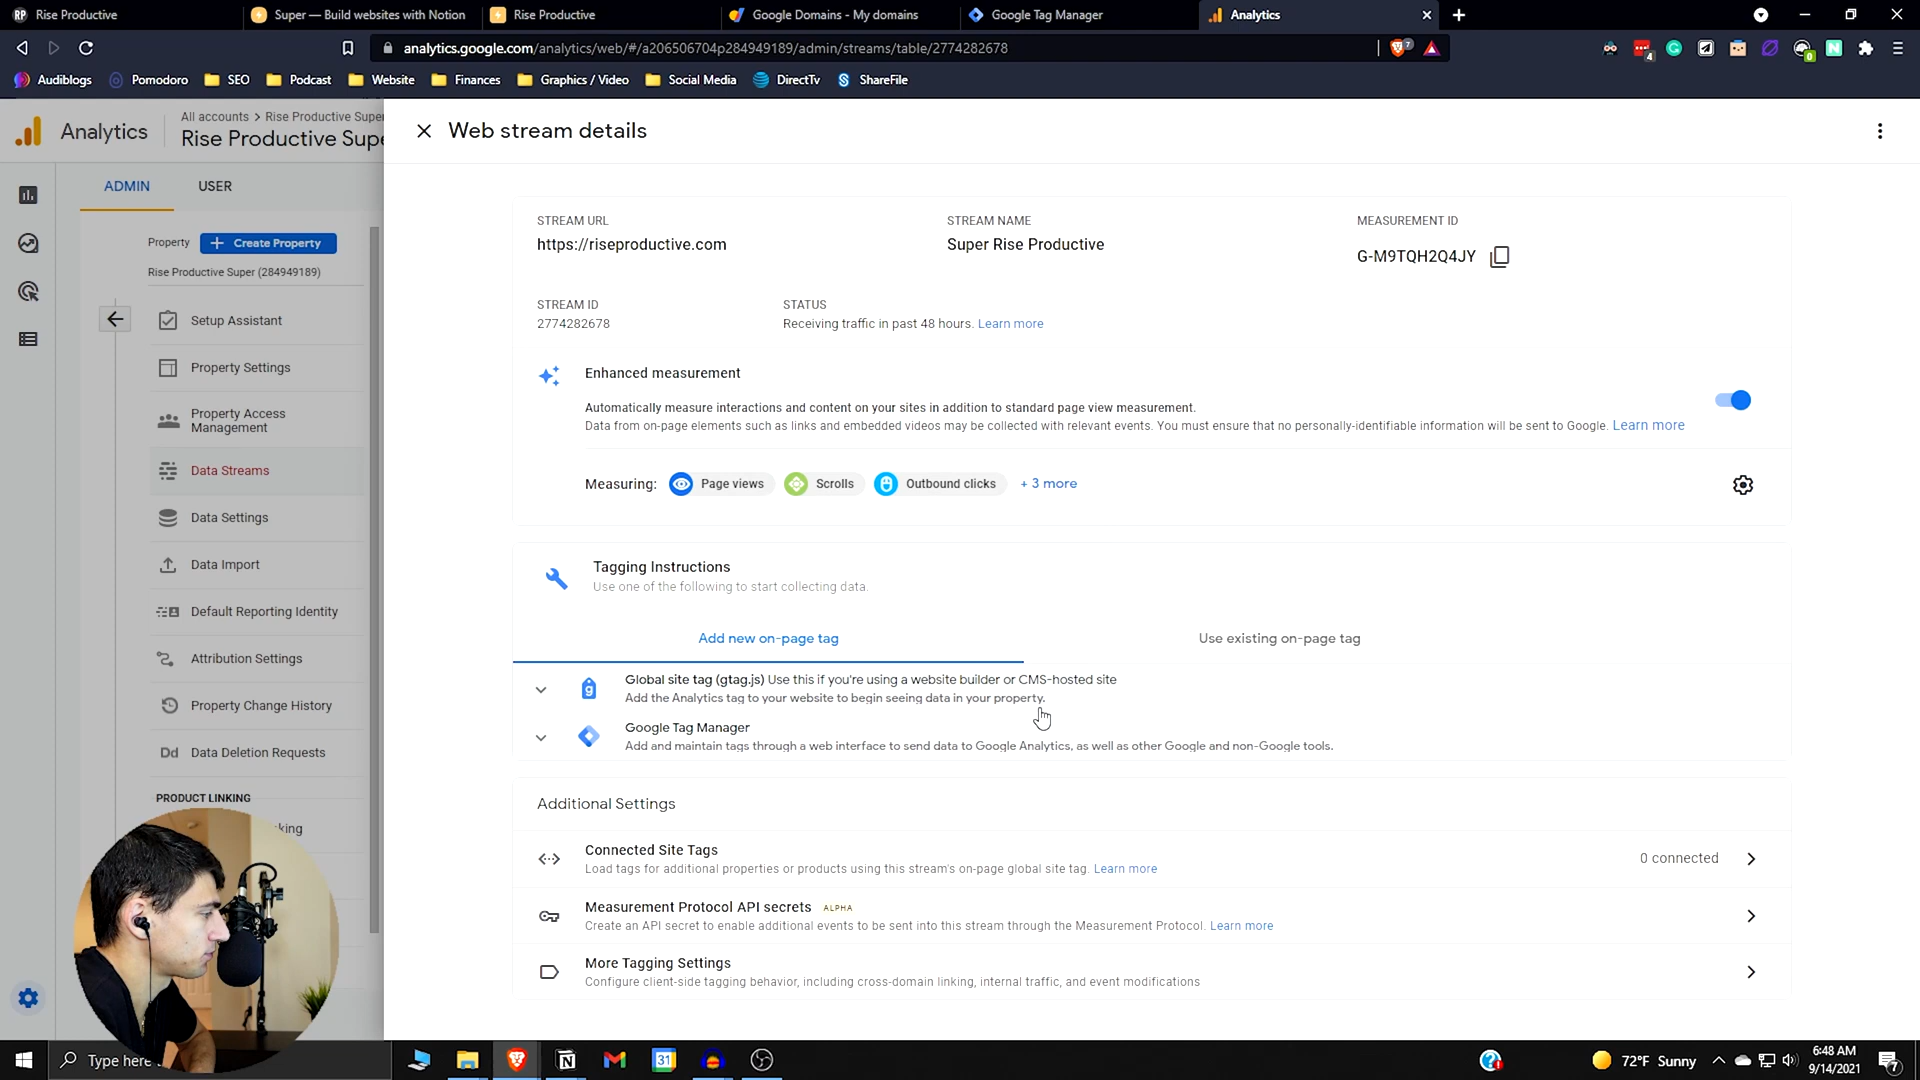 Rise Productive
Super — Build websites with Notion
Rise Productive
Google Domains - My domains
Google Tag Manager
Analytics
analytics.google.com/analytics/web/#/a206506704p284949189/admin/streams/table/2774282678
7
4
0
Audiblogs
Pomodoro
SEO
Podcast
Website
Finances
Graphics / Video
Social Media
DirectTv
ShareFile
Analytics
All accounts > Rise Productive Super
Rise Productive Supe
ADMIN
USER
Property
Create Property
Rise Productive Super (284949189)
Setup Assistant
Property Settings
Property Access
Management
Data Streams
Data Settings
Data Import
Default Reporting Identity
Attribution Settings
Property Change History
Dd Data Deletion Requests
PRODUCT LINKING
king
Web stream details
STREAM URL
https://riseproductive.com
STREAM NAME
Super Rise Productive
MEASUREMENT ID
G-M9TQH2Q4JY
STREAM ID
2774282678
STATUS
Receiving traffic in past 48 hours. Learn more
Enhanced measurement
Automatically measure interactions and content on your sites in addition to standard page view measurement.
Data from on-page elements such as links and embedded videos may be collected with relevant events. You must ensure that no personally-identifiable information will be sent to Google. Learn more
Measuring:
Page views
Scrolls
Outbound clicks
+ 3 more
Tagging Instructions
Use one of the following to start collecting data.
Add new on-page tag
Use existing on-page tag
Global site tag (gtag.js) Use this if you're using a website builder or CMS-hosted site
Add the Analytics tag to your website to begin seeing data in your property.
Google Tag Manager
Add and maintain tags through a web interface to send data to Google Analytics, as well as other Google and non-Google tools.
Additional Settings
Connected Site Tags
Load tags for additional properties or products using this stream's on-page global site tag. Learn more
0 connected
Measurement Protocol API secrets ALPHA
Create an API secret to enable additional events to be sent into this stream through the Measurement Protocol. Learn more
More Tagging Settings
Configure client-side tagging behavior, including cross-domain linking, internal traffic, and event modifications
Type here
31
72°F Sunny
6:48 AM
9/14/2021
7